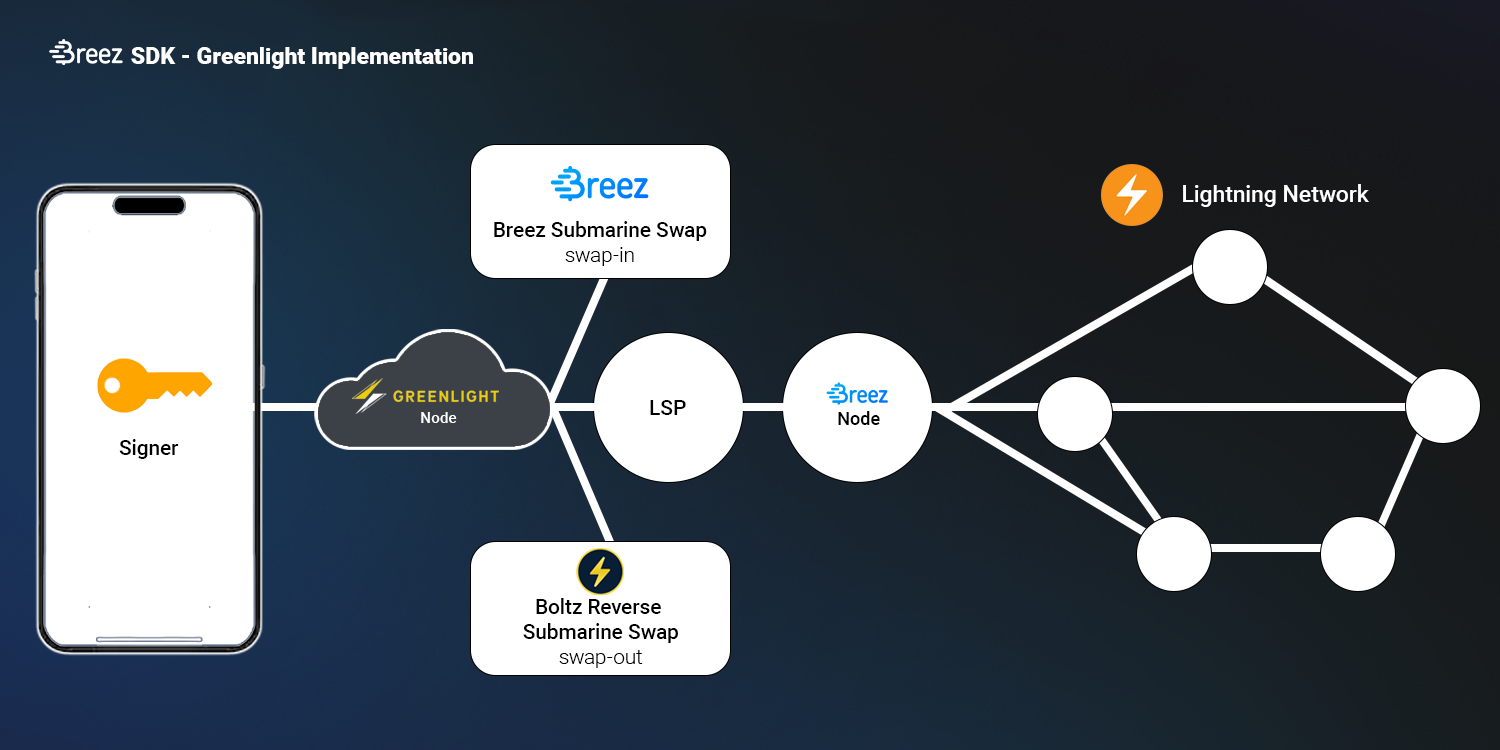 Breez SDK - Greenlight Implementation
Breez
Breez Submarine Swap
swap-in
Lightning Network
Signer
GREENLIGHT
Node
LSP
Breez
Node
Boltz Reverse
Submarine Swap
swap-out